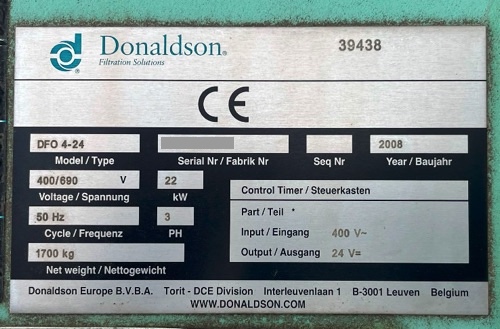 Donaldson®
Filtration Solutions
39438
CE
DFO 4-24
2008
Model / Type
Serial Nr / Fabrik Nr
Seq Nr
Year / Baujahr
400/690 V
22
Voltage / Spannung
kW
50 Hz
3
Cycle / Frequenz
PH
1700 kg
Net weight / Nettogewicht
Control Timer / Steuerkasten
Part / Teil *
Input / Eingang 400 V~
Output / Ausgang 24 V=
Donaldson Europe B.V.B.A. Torit - DCE Division Interleuvenlaan 1 B-3001 Leuven Belgium
WWW.DONALDSON.COM